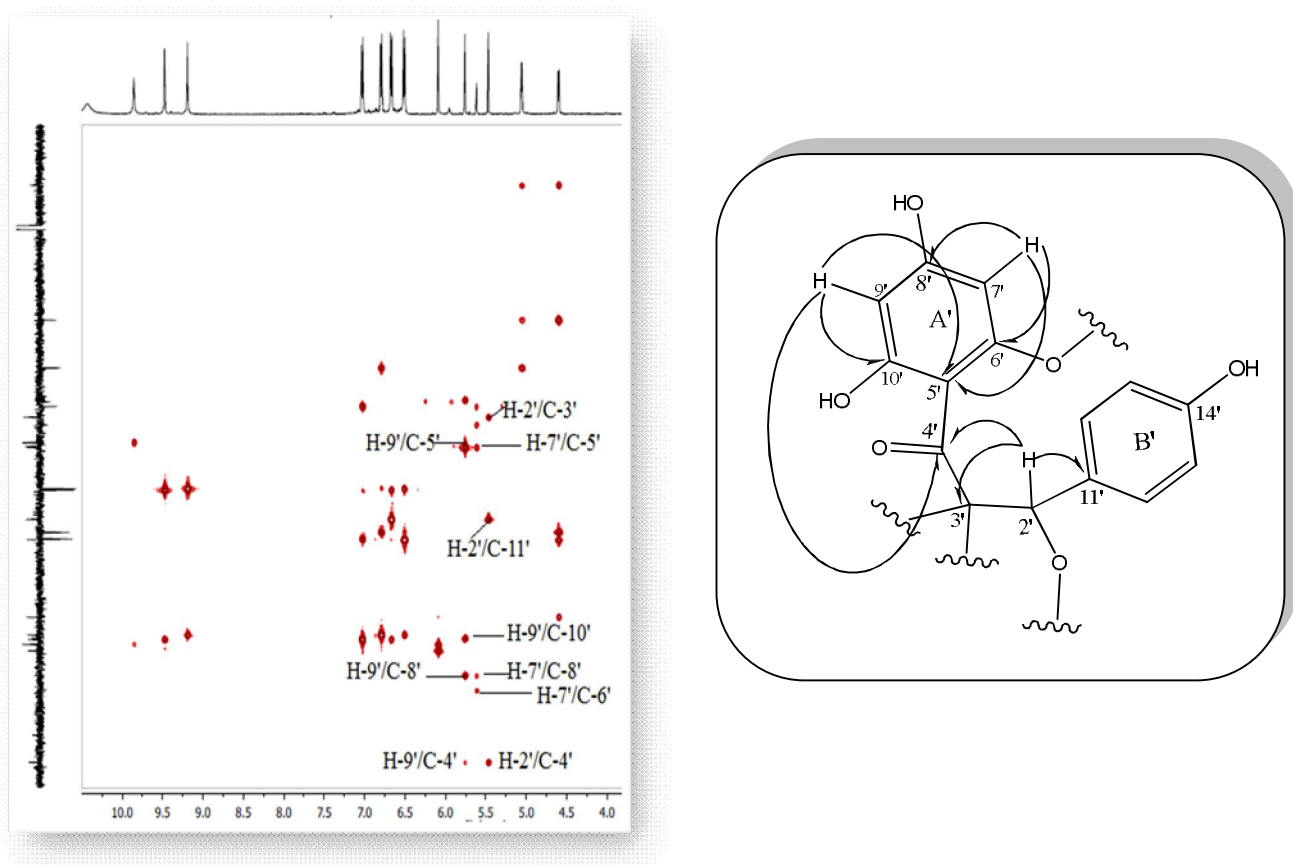 H-2'/C-3'
H-9'/C-5' H-7'/C-5'
H-2'/C-11'
H-9'/C-10'
H-9'/C-8' H-7'/C-8'
H-7'/C-6'
H-9'/C-4' H-2'/C-4'
10.0 9.5 9.0 8.5 8.0 7.5 7.0 6.5 6.0 5.5 5.0 4.5 4.0
HO
H
H
8'
9'
7'
A'
6'
10'
O
HO
5'
OH
14'
4'
B'
O
H
11'
3'
2'
O